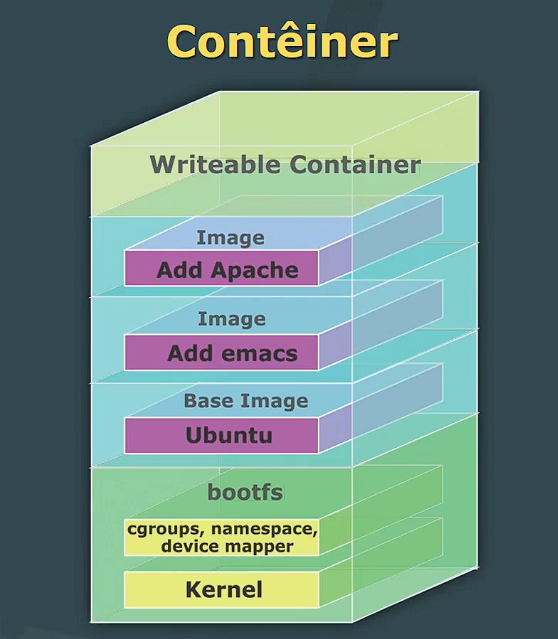 Contêiner
Writeable Container
Image
Add Apache
Image
Add emacs
Base Image
Ubuntu
bootfs
cgroups, namespace,
device mapper
Kernel